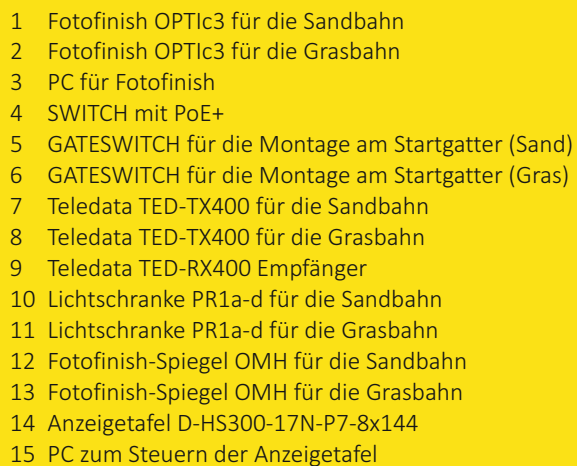 1 Fotofinish OPTIc3 für die Sandbahn
2 Fotofinish OPTIc3 für die Grasbahn
3 PC für Fotofinish
4 SWITCH mit PoE+
5 GATESWITCH für die Montage am Startgatter (Sand)
6 GATESWITCH für die Montage am Startgatter (Gras)
7 Teledata TED-TX400 für die Sandbahn
8 Teledata TED-TX400 für die Grasbahn
9 Teledata TED-RX400 Empfänger
10 Lichtschranke PR1a-d für die Sandbahn
11 Lichtschranke PR1a-d für die Grasbahn
12 Fotofinish-Spiegel OMH für die Sandbahn
13 Fotofinish-Spiegel OMH für die Grasbahn
14 Anzeigetafel D-HS300-17N-P7-8x144
15 PC zum Steuern der Anzeigetafel